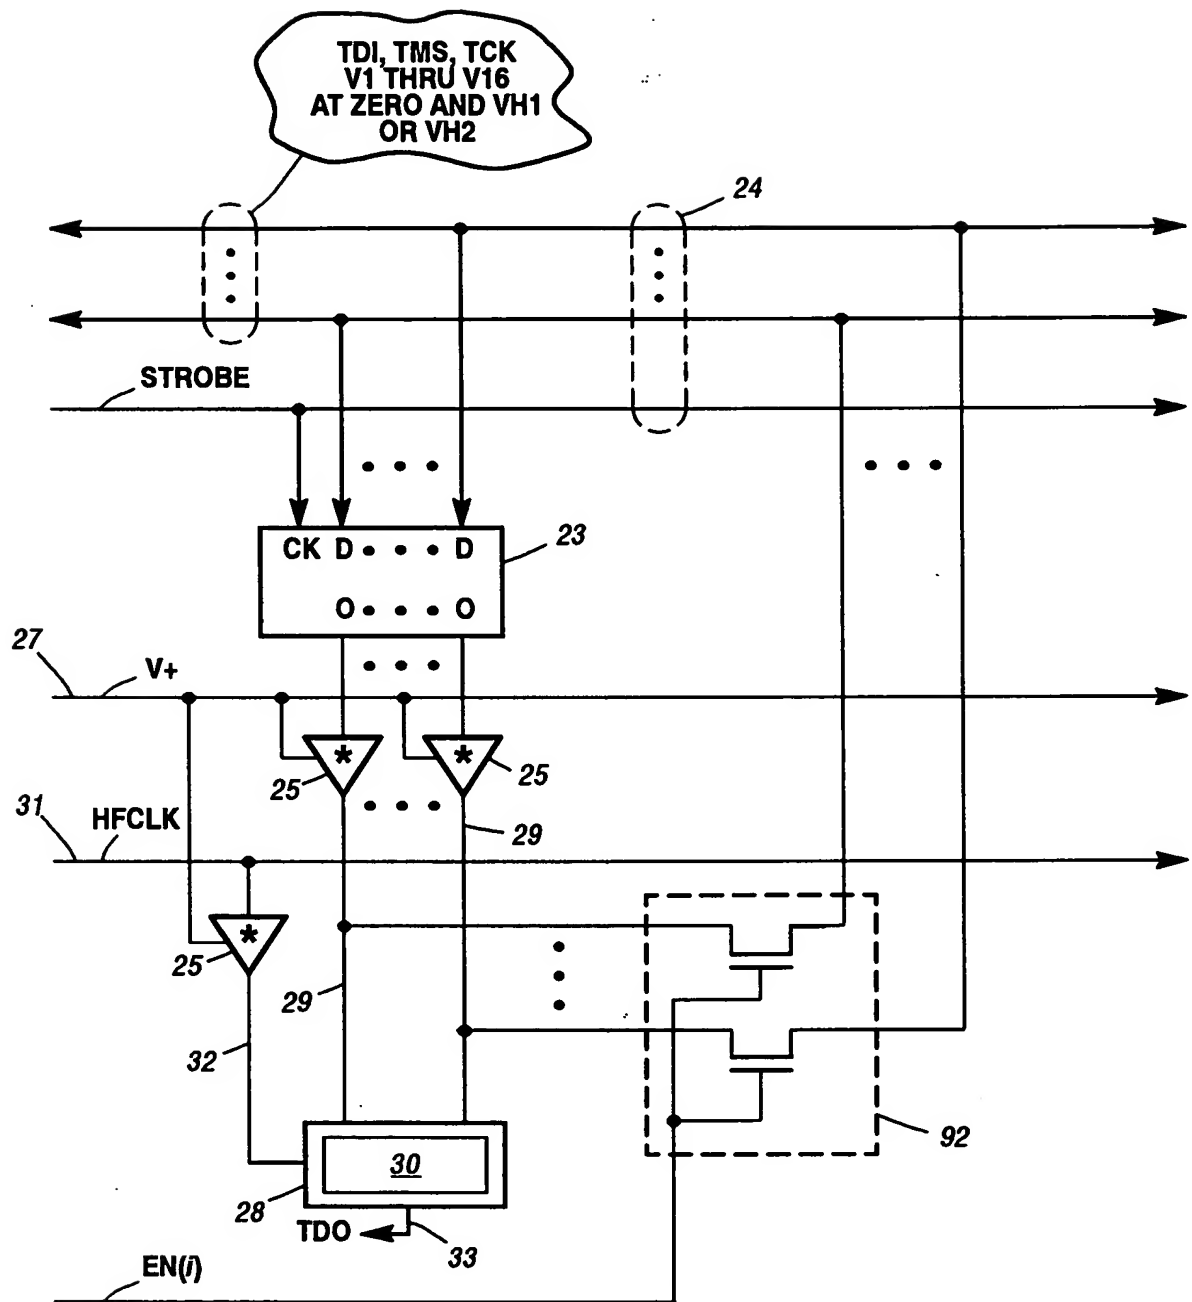 TDI, TMS, TCK
V1 THRU V16
AT ZERO AND VH1
OR VH2
24
STROBE
CK D D
23
O O
27
V+
* *
25 25
31
HFCLK
29
*
25
29
32
92
30
28
TDO
33
EN(i)